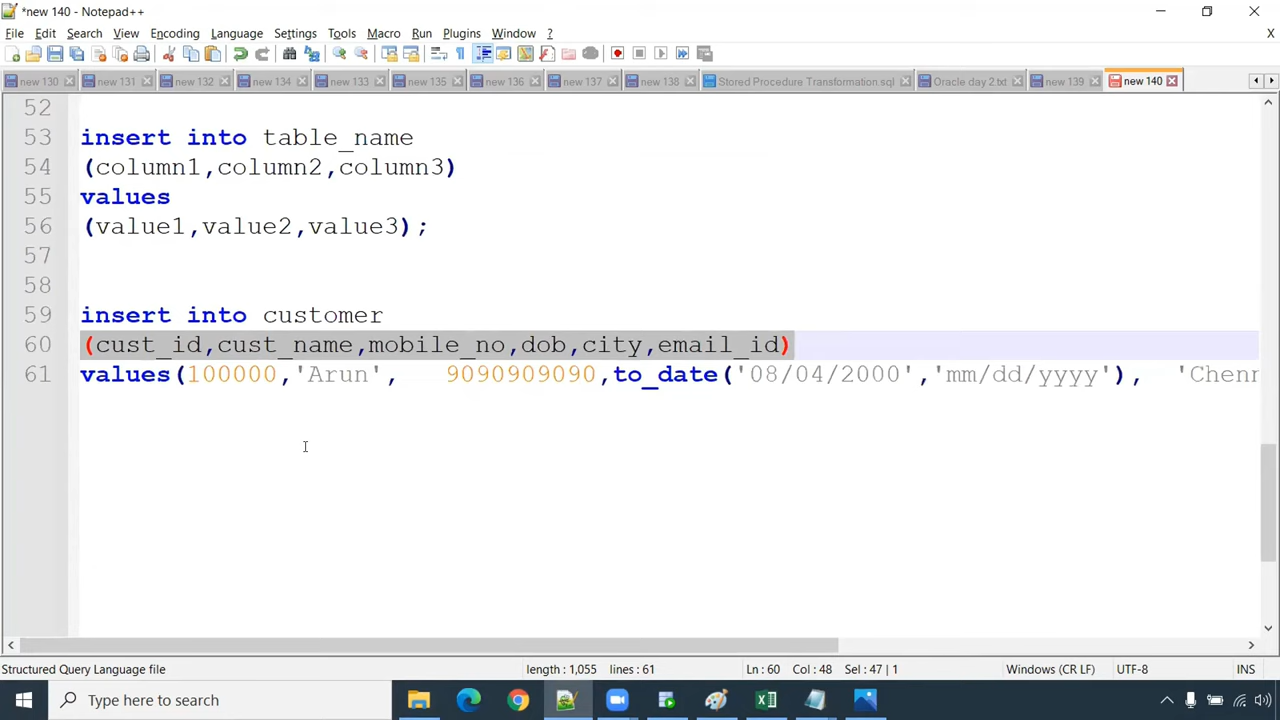 *new 140 - Notepad++
File Edit Search View Encoding Language Settings Tools Macro Run Plugins Window ? X
new 130 new 131 new 132 new 134 new 133 new 135 new 136 new 137 new 138 Stored Procedure Transformation.sql Oracle day 2.txt new 139 new 140
52
53 insert into table_name
54 (column1,column2,column3)
55 values
56 (value1,value2,value3);
57
58
59 insert into customer
60 (cust_id,cust_name,mobile_no,dob,city,email_id)
61 values(100000,'Arun', 9090909090,to_date('08/04/2000','mm/dd/yyyy'), 'Chenn
Structured Query Language file length : 1,055 lines : 61 Ln : 60 Col : 48 Sel : 47 | 1 Windows (CR LF) UTF-8 INS
Type here to search